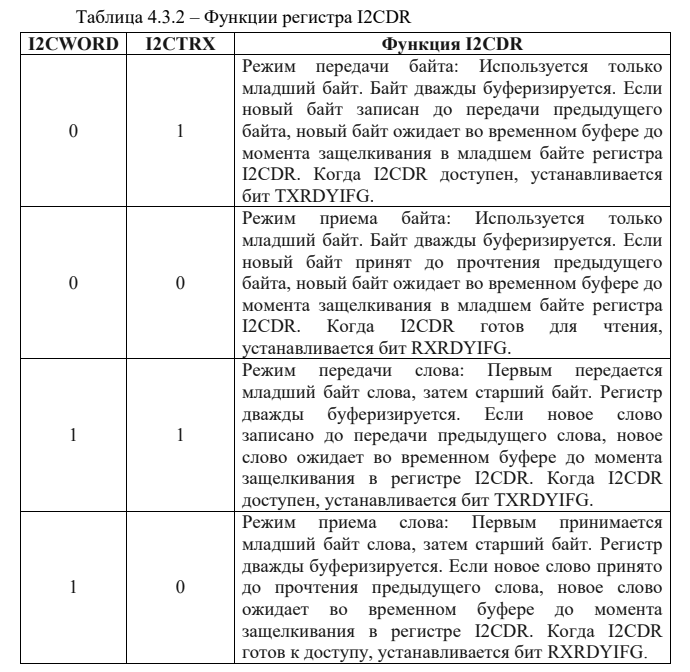 Таблица 4.3.2 – Функции регистра I2CDR
I2CWORD I2CTRX Функция I2CDR
Режим передачи байта: Используется только
младший байт. Байт дважды буферизируется. Если
новый байт записан до передачи предыдущего
0 1 байта, новый байт ожидает во временном буфере до
момента защелкивания в младшем байте регистра
I2CDR. Когда I2CDR доступен, устанавливается
бит TXRDYIFG.
Режим приема байта: Используется только
младший байт. Байт дважды буферизируется. Если
новый байт принят до прочтения предыдущего
0 0 байта, новый байт ожидает во временном буфере до
момента защелкивания в младшем байте регистра
I2CDR. Когда I2CDR готов для чтения,
устанавливается бит RXRDYIFG.
Режим передачи слова: Первым передается
младший байт слова, затем старший байт. Регистр
дважды буферизируется. Если новое слово
1 1 записано до передачи предыдущего слова, новое
слово ожидает во временном буфере до момента
защелкивания в регистре I2CDR. Когда I2CDR
доступен, устанавливается бит TXRDYIFG.
Режим приема слова: Первым принимается
младший байт слова, затем старший байт. Регистр
дважды буферизируется. Если новое слово принято
1 0 до прочтения предыдущего слова, новое слово
ожидает во временном буфере до момента
защелкивания в регистре I2CDR. Когда I2CDR
готов к доступу, устанавливается бит RXRDYIFG.